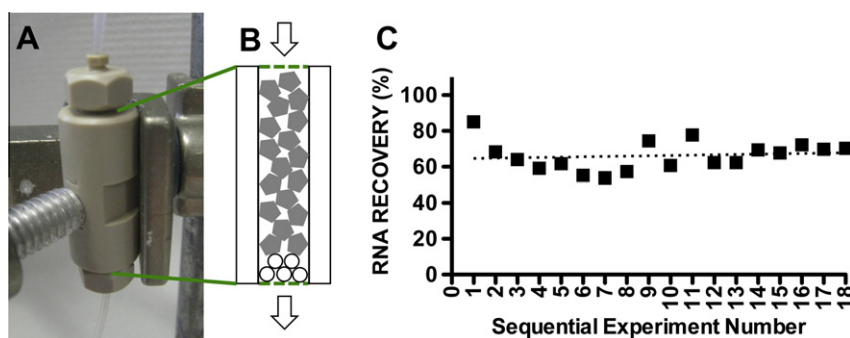 A
B
C
RNA RECOVERY (%)
100
80
60
40
20
0
0 1 2 3 4 5 6 7 8 9 10 11 12 13 14 15 16 17 18
Sequential Experiment Number